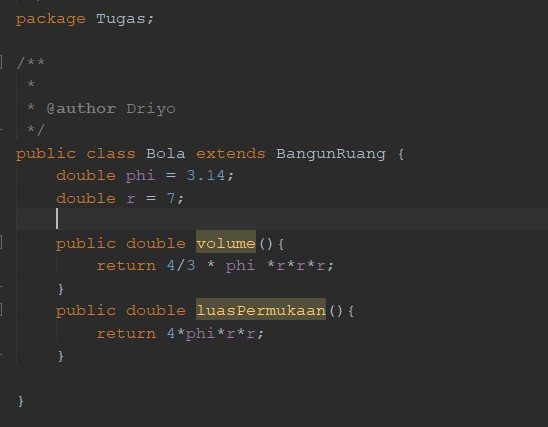 package Tugas;
/**
 *
 * @author Driyo
 */
public class Bola extends BangunRuang {
    double phi = 3.14;
    double r = 7;
    public double volume(){
        return 4/3 * phi *r*r*r;
    }
    public double luasPermukaan(){
        return 4*phi*r*r;
    }
}